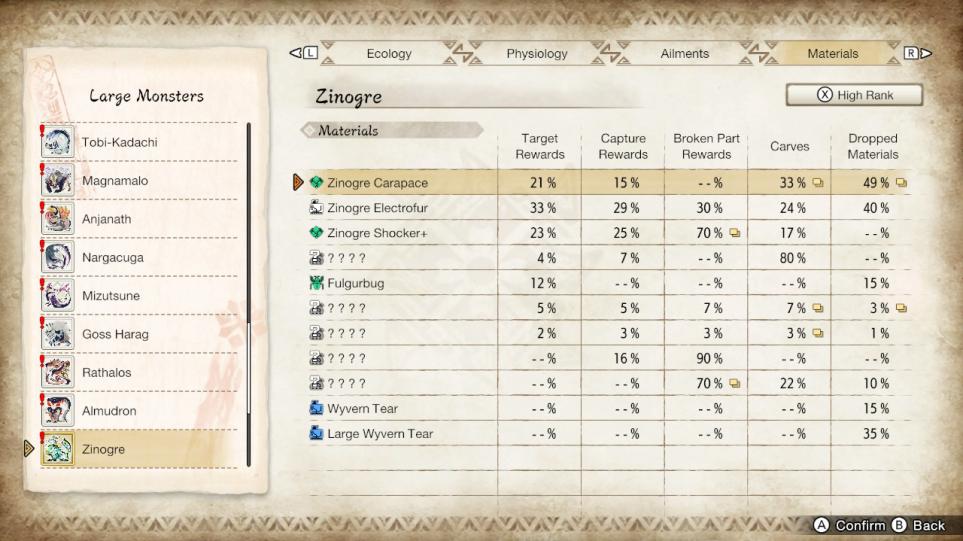 L Ecology Physiology Ailments Materials R
Large Monsters
Tobi-Kadachi
Magnamalo
Anjanath
Nargacuga
Mizutsune
Goss Harag
Rathalos
Almudron
Zinogre
Zinogre
X High Rank
Materials
Target Rewards Capture Rewards Broken Part Rewards Carves Dropped Materials
Zinogre Carapace 21 % 15 % - - % 33 % 49 %
Zinogre Electrofur 33 % 29 % 30 % 24 % 40 %
Zinogre Shocker+ 23 % 25 % 70 % 17 % - - %
? ? ? ? 4 % 7 % - - % 80 % - - %
Fulgurbug 12 % - - % - - % - - % 15 %
? ? ? ? 5 % 5 % 7 % 7 % 3 %
? ? ? ? 2 % 3 % 3 % 3 % 1 %
? ? ? ? - - % 16 % 90 % - - % - - %
? ? ? ? - - % - - % 70 % 22 % 10 %
Wyvern Tear - - % - - % - - % - - % 15 %
Large Wyvern Tear - - % - - % - - % - - % 35 %
A Confirm B Back